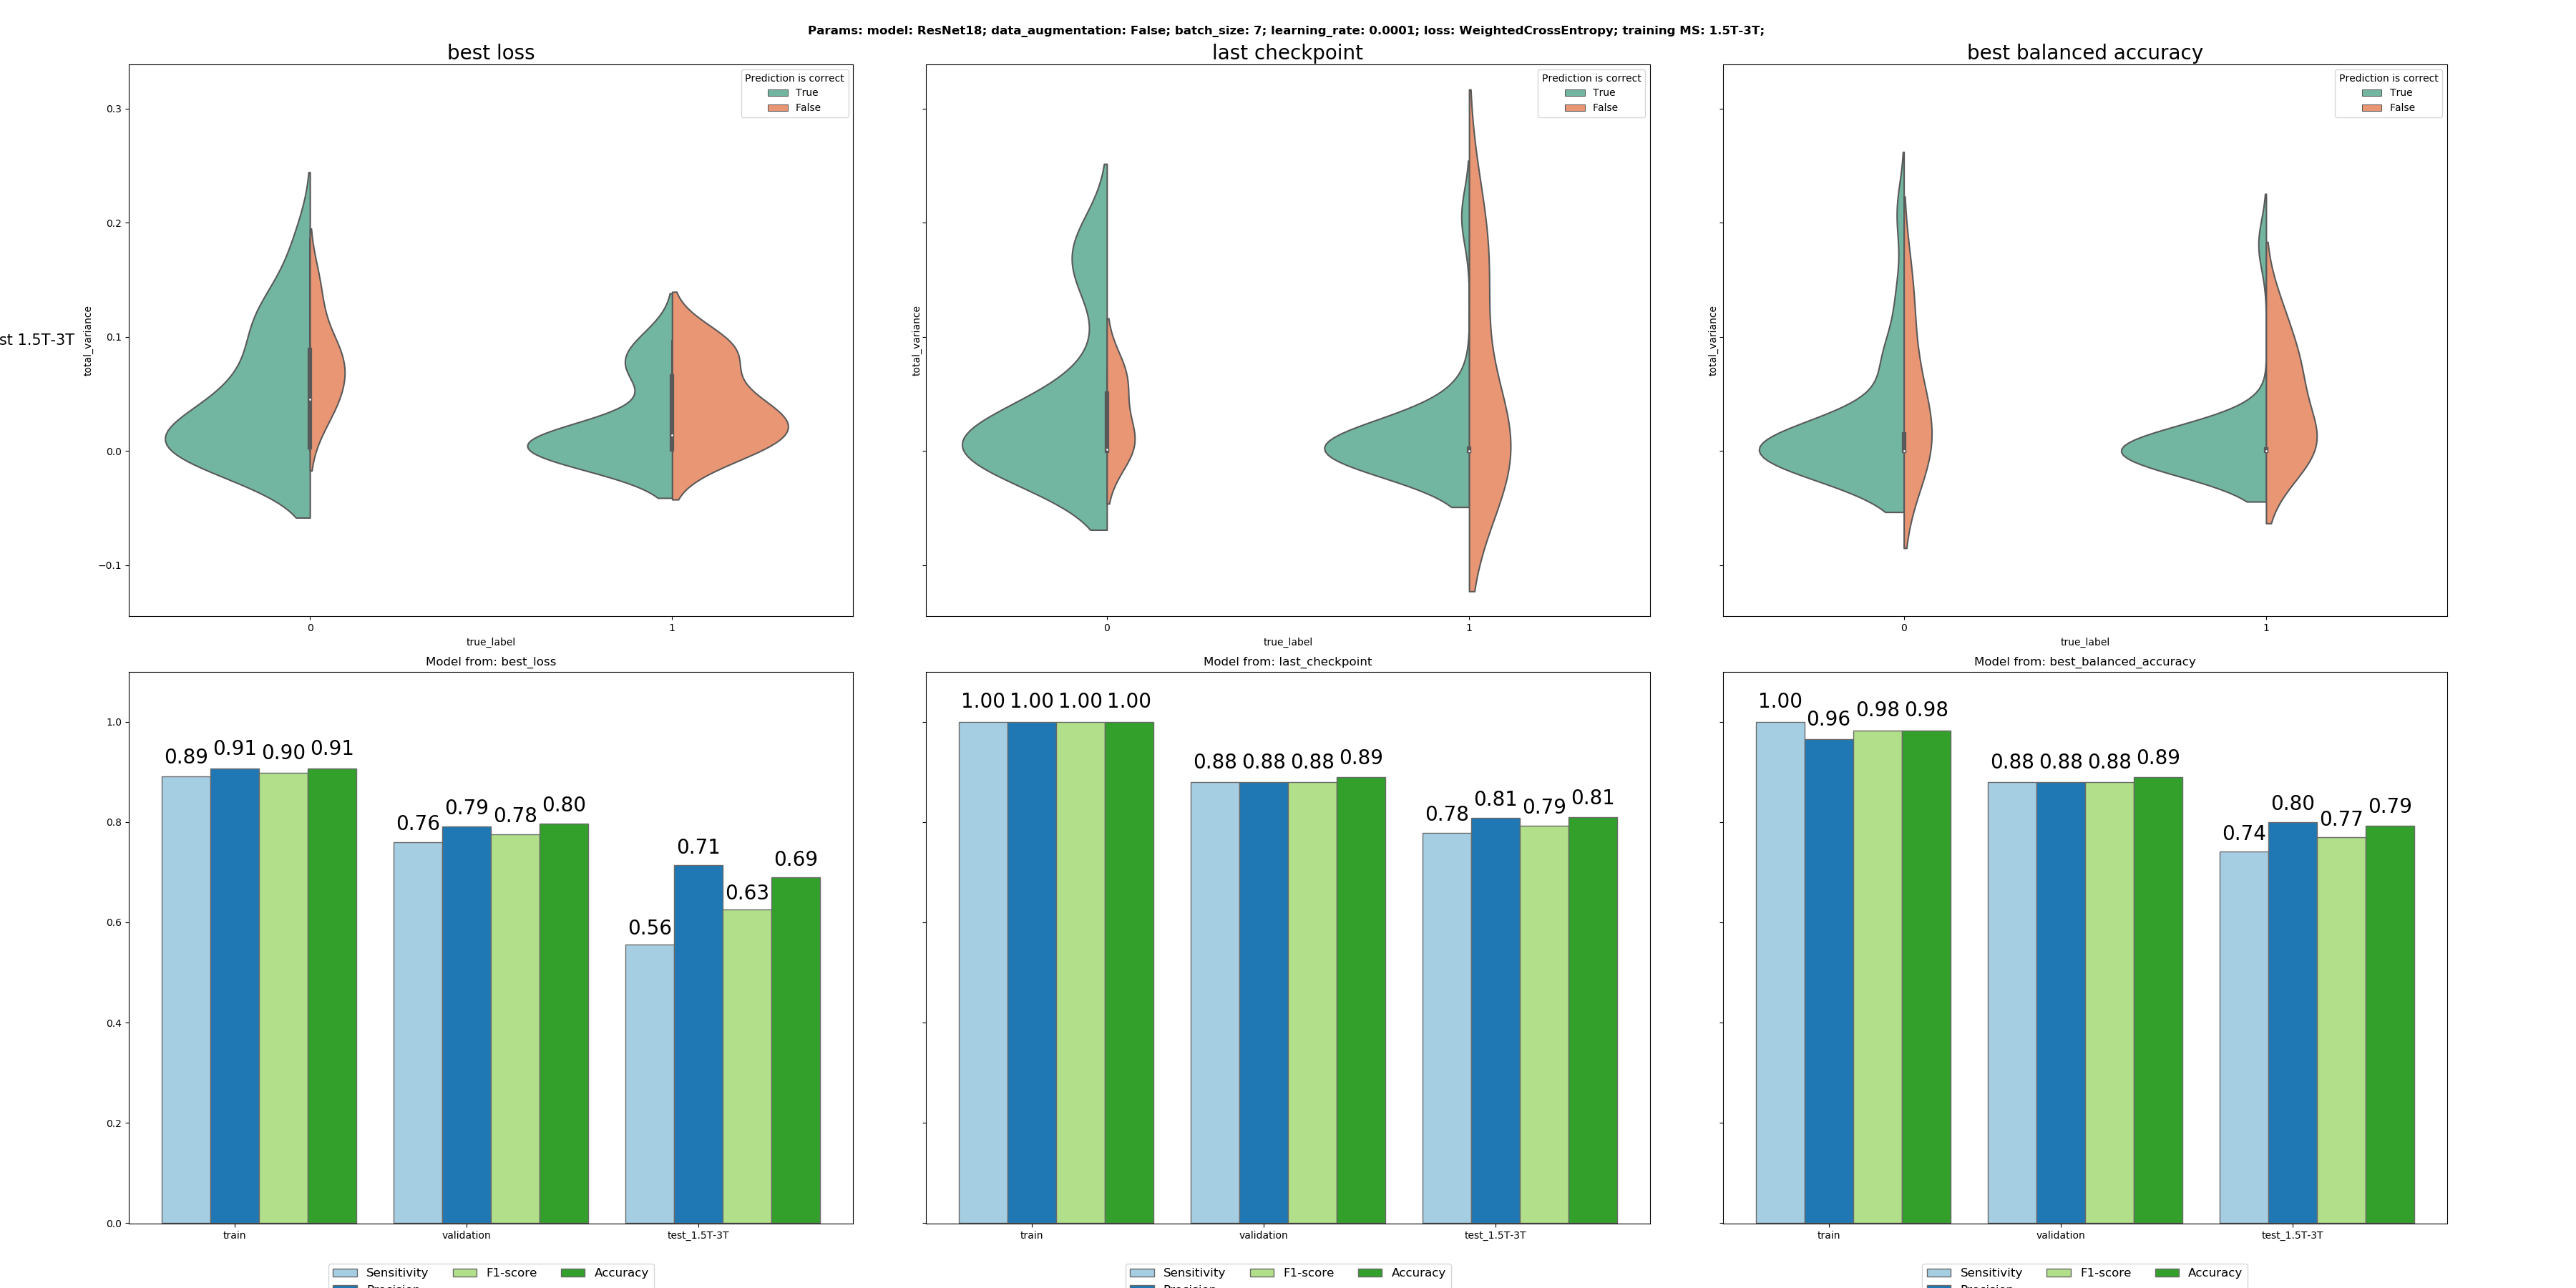 Params: model: ResNet18; data_augmentation: False; batch_size: 7; learning_rate: 0.0001; loss: WeightedCrossEntropy; training MS: 1.5T-3T;
best loss
last checkpoint
best balanced accuracy
Prediction is correct
True
False
Prediction is correct
True
False
Prediction is correct
True
False
0.3
0.2
0.1
0.0
−0.1
st 1.5T-3T
total_variance
total_variance
total_variance
0 1
0 1
0 1
true_label
true_label
true_label
Model from: best_loss
Model from: last_checkpoint
Model from: best_balanced_accuracy
1.0
0.8
0.6
0.4
0.2
0.0
0.89 0.91 0.90 0.91
0.76 0.79 0.78 0.80
0.56 0.71 0.63 0.69
1.00 1.00 1.00 1.00
0.88 0.88 0.88 0.89
0.78 0.81 0.79 0.81
1.00 0.96 0.98 0.98
0.88 0.88 0.88 0.89
0.74 0.80 0.77 0.79
train validation test_1.5T-3T
train validation test_1.5T-3T
train validation test_1.5T-3T
Sensitivity F1-score Accuracy
Sensitivity F1-score Accuracy
Sensitivity F1-score Accuracy